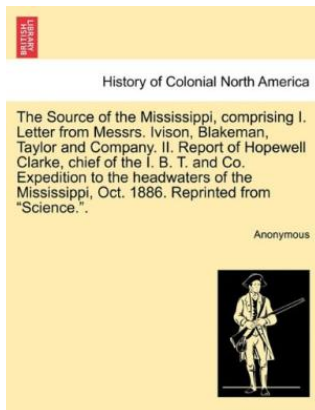 BRITISH
LIBRARY
History of Colonial North America
The Source of the Mississippi, comprising I.
Letter from Messrs. Ivison, Blakeman,
Taylor and Company. II. Report of Hopewell
Clarke, chief of the I. B. T. and Co.
Expedition to the headwaters of the
Mississippi, Oct. 1886. Reprinted from
“Science.”.
Anonymous